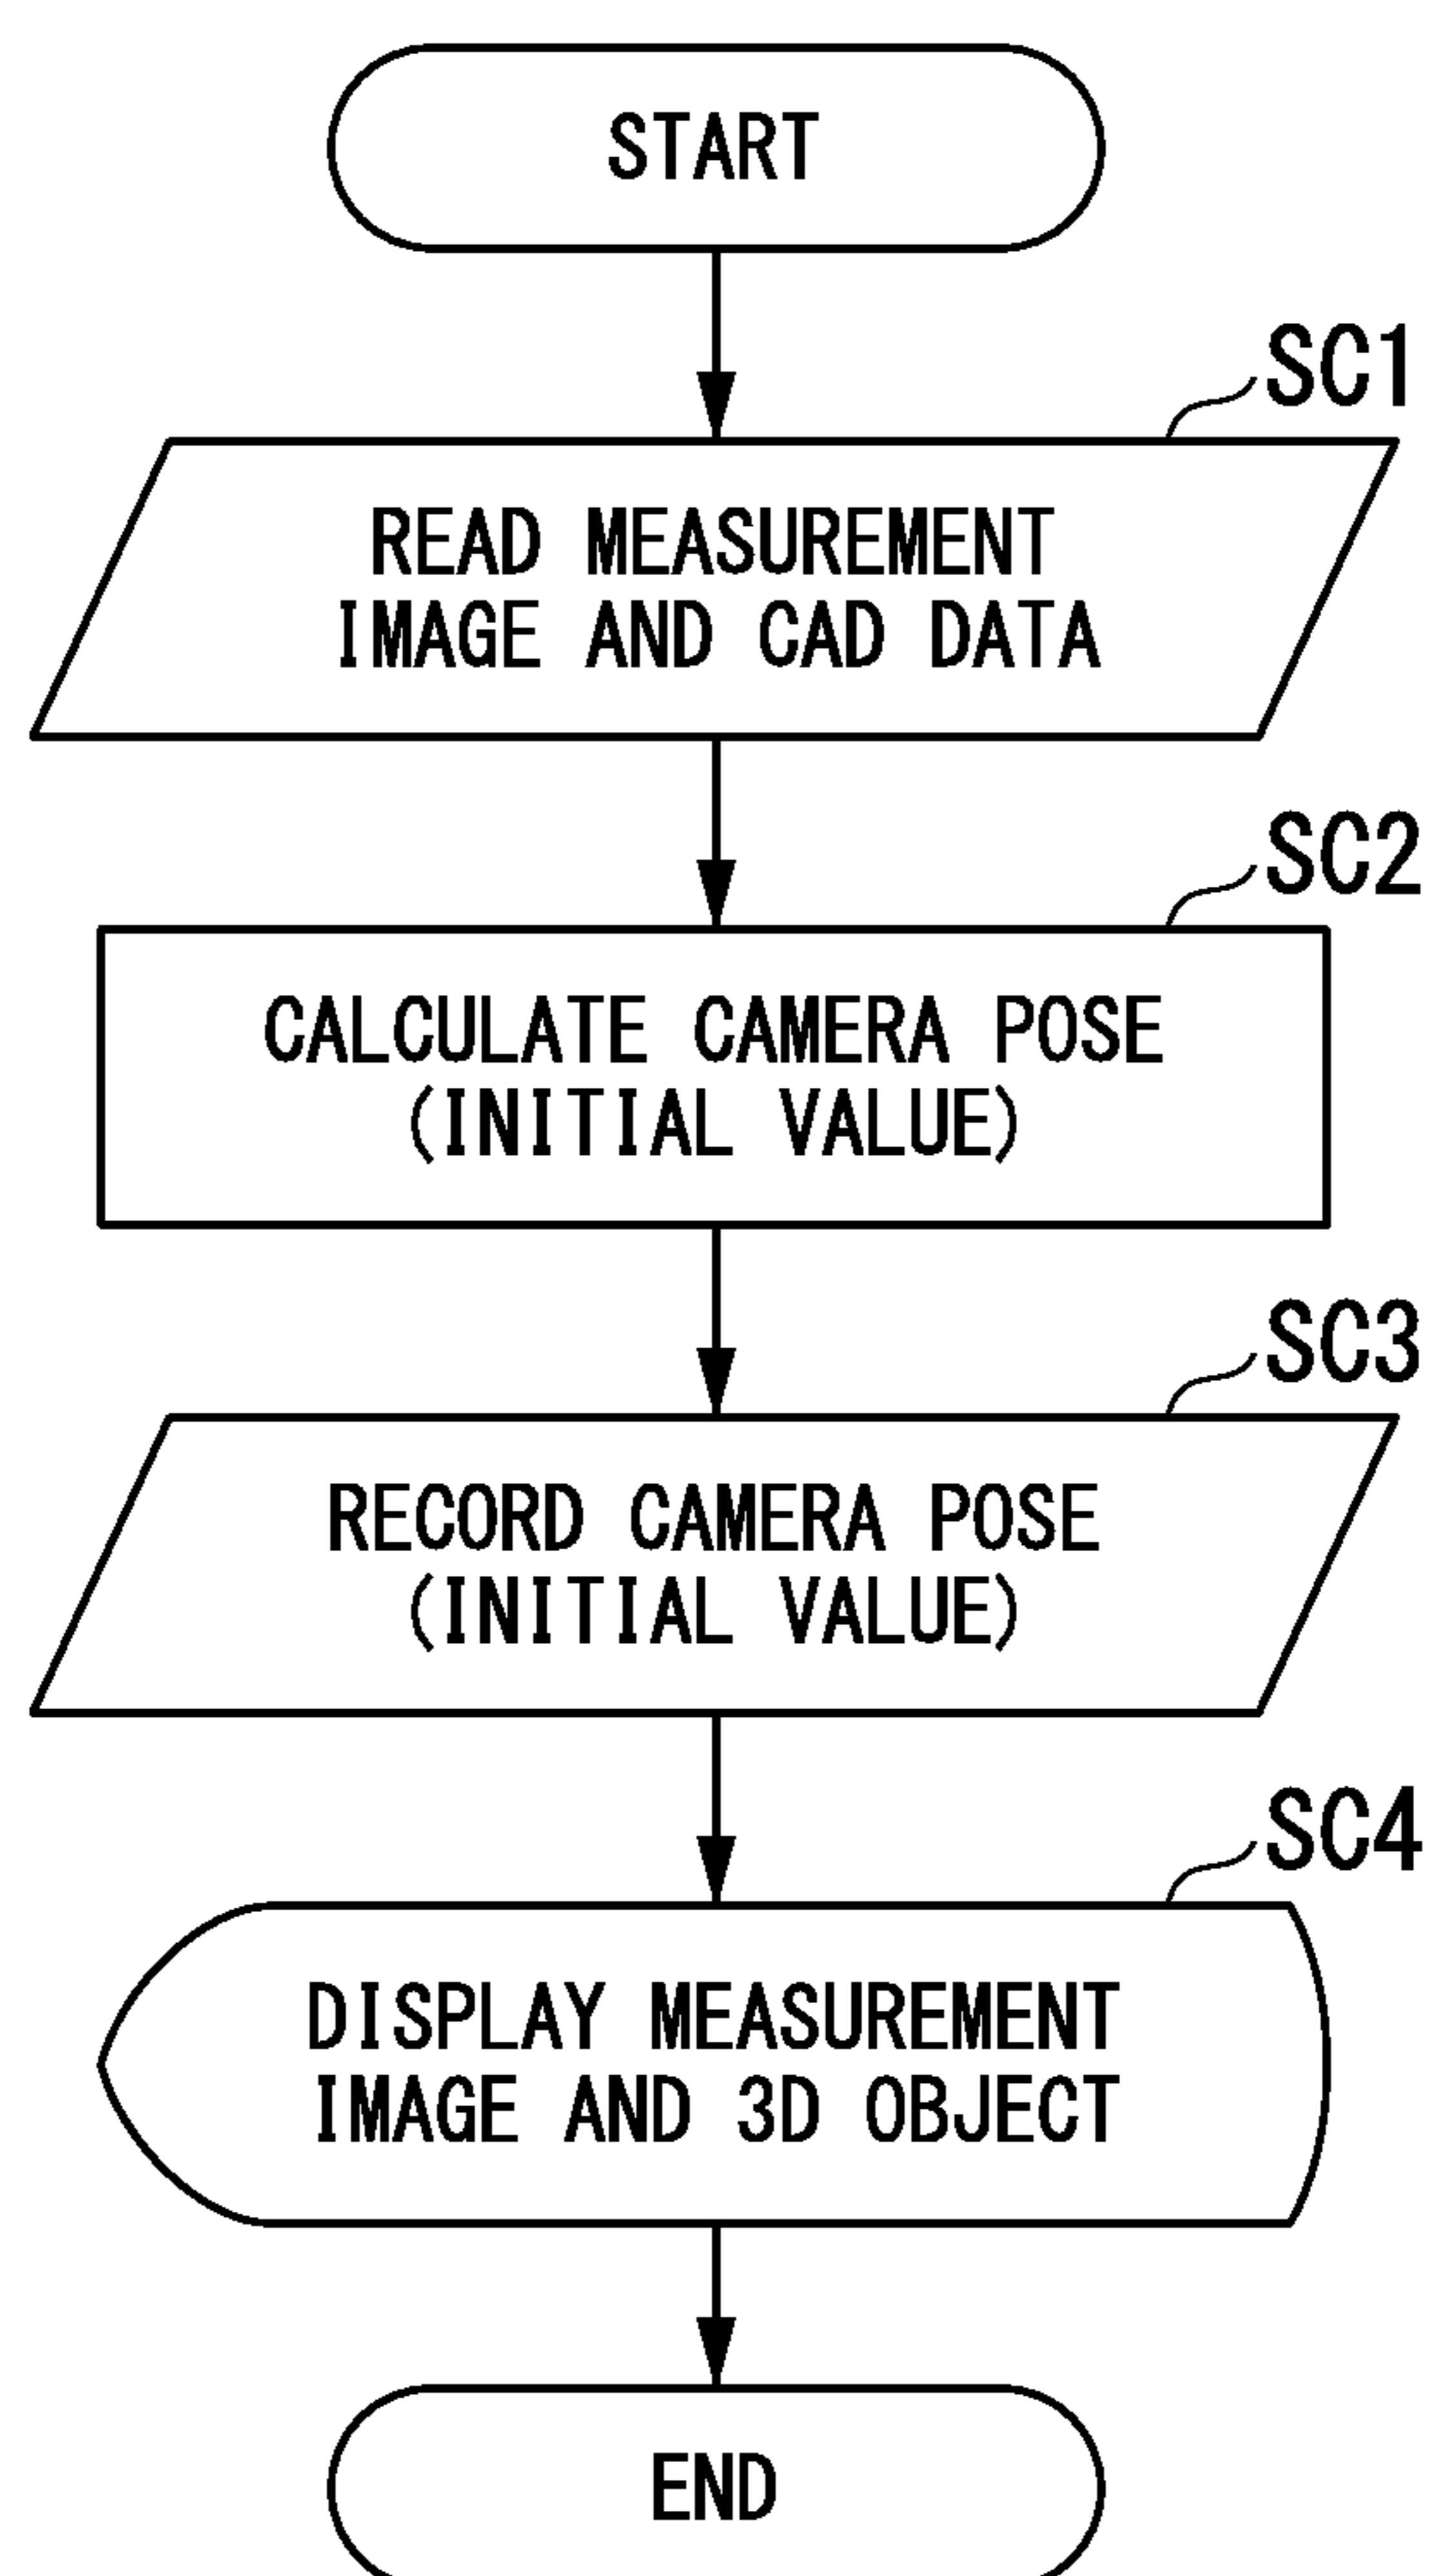 START
SC1
READ MEASUREMENT
IMAGE AND CAD DATA
SC2
CALCULATE CAMERA POSE
(INITIAL VALUE)
SC3
RECORD CAMERA POSE
(INITIAL VALUE)
SC4
DISPLAY MEASUREMENT
IMAGE AND 3D OBJECT
END